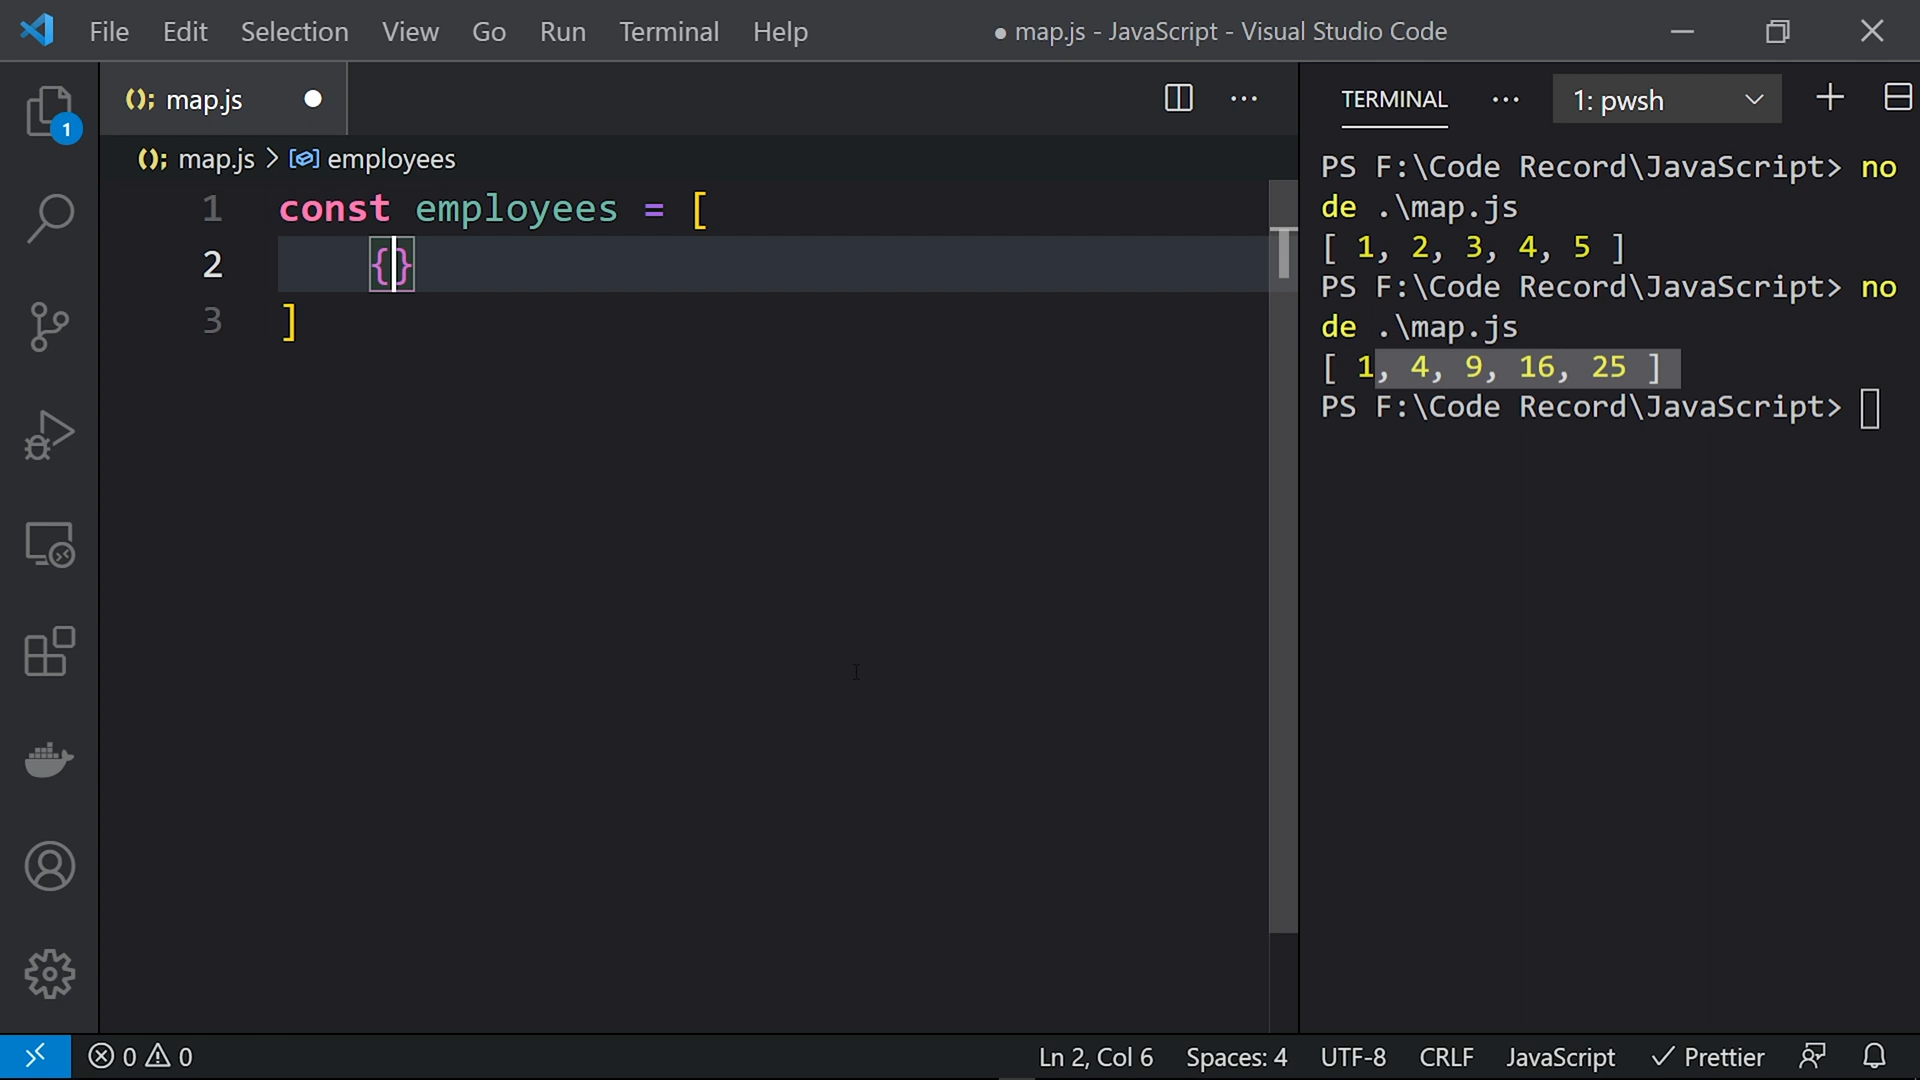 File Edit Selection View Go Run Terminal Help
● map.js - JavaScript - Visual Studio Code
(); map.js ●
(); map.js > employees
1 const employees = [
2 {}
3 ]
TERMINAL ··· 1: pwsh
PS F:\Code Record\JavaScript> no
de .\map.js
[ 1, 2, 3, 4, 5 ]
PS F:\Code Record\JavaScript> no
de .\map.js
[ 1, 4, 9, 16, 25 ]
PS F:\Code Record\JavaScript>
1
0 0
Ln 2, Col 6 Spaces: 4 UTF-8 CRLF JavaScript ✓ Prettier